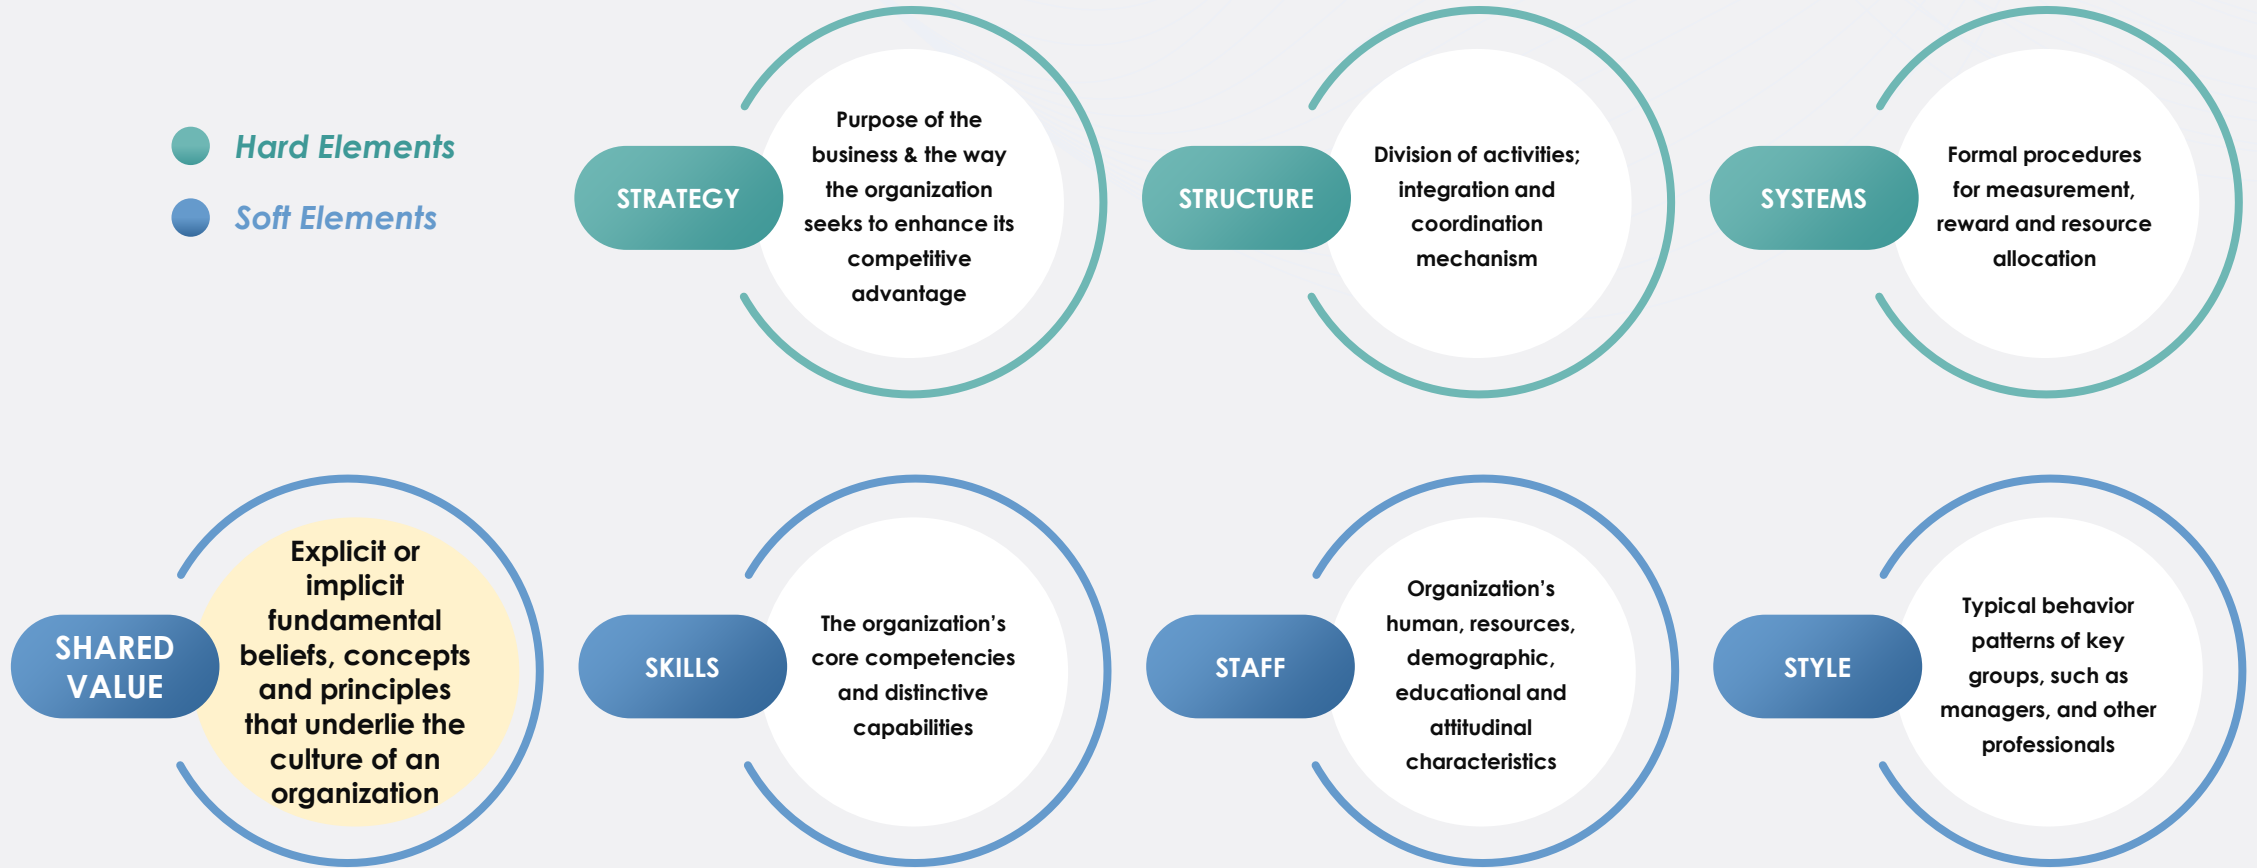 Hard Elements
Soft Elements
STRATEGY
Purpose of the
business & the way
the organization
seeks to enhance its
competitive
advantage
STRUCTURE
Division of activities;
integration and
coordination
mechanism
SYSTEMS
Formal procedures
for measurement,
reward and resource
allocation
SHARED
VALUE
Explicit or
implicit
fundamental
beliefs, concepts
and principles
that underlie the
culture of an
organization
SKILLS
The organization’s
core competencies
and distinctive
capabilities
STAFF
Organization’s
human, resources,
demographic,
educational and
attitudinal
characteristics
STYLE
Typical behavior
patterns of key
groups, such as
managers, and other
professionals